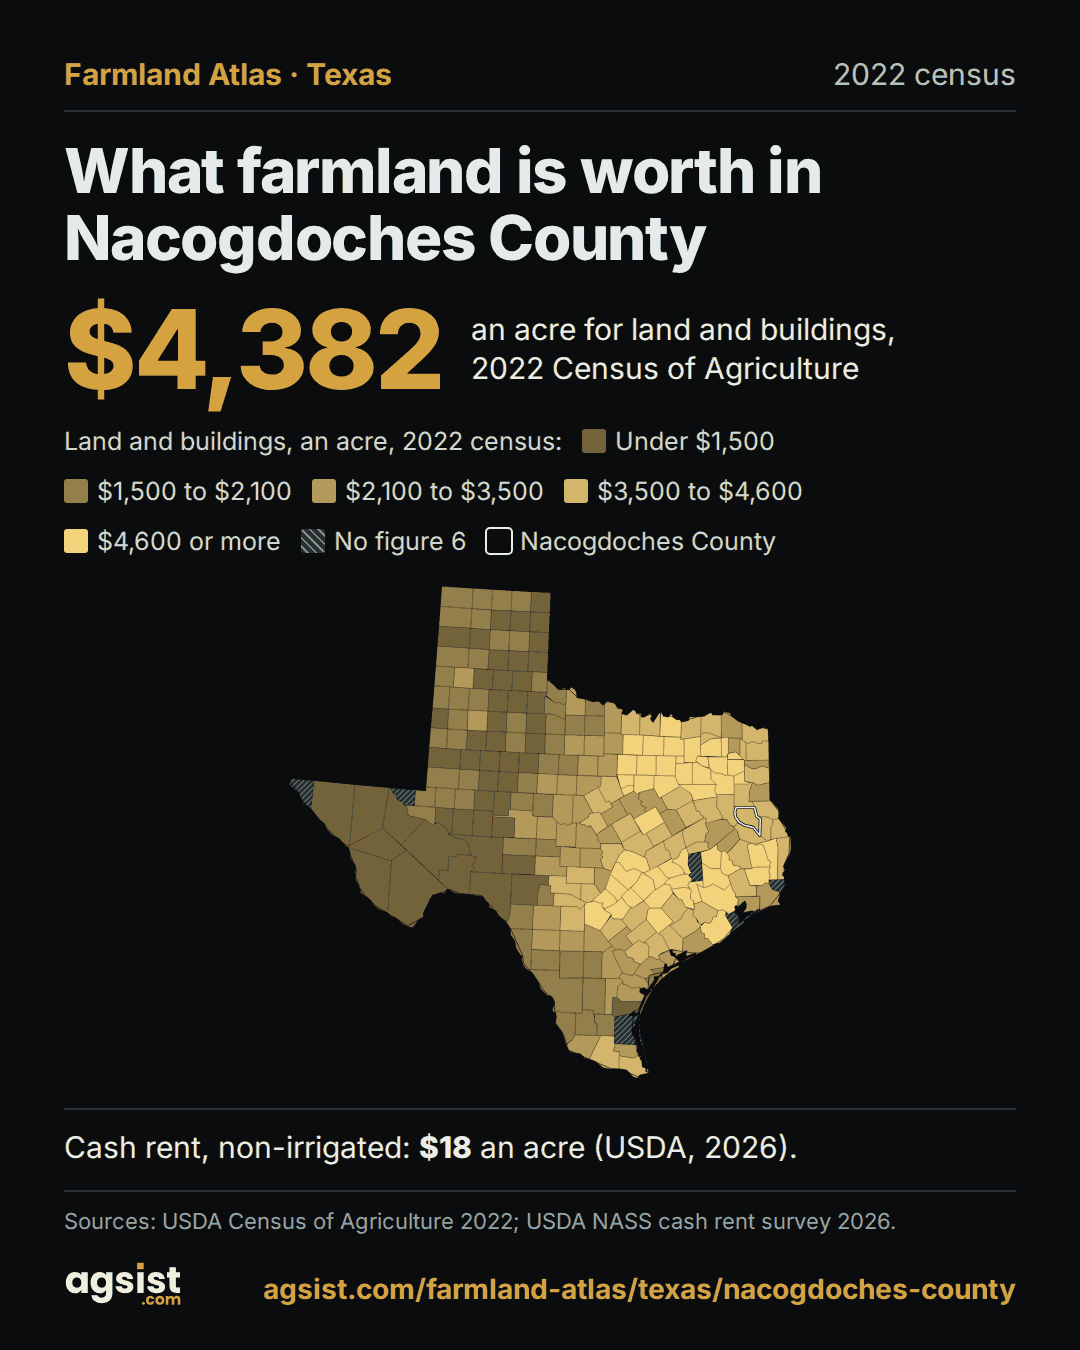 Farmland Atlas · Texas
2022 census
What farmland is worth in
Nacogdoches County
$4,382
an acre for land and buildings,
2022 Census of Agriculture
Land and buildings, an acre, 2022 census: Under $1,500
$1,500 to $2,100 $2,100 to $3,500 $3,500 to $4,600
$4,600 or more No figure 6 Nacogdoches County
Cash rent, non-irrigated: $18 an acre (USDA, 2026).
Sources: USDA Census of Agriculture 2022; USDA NASS cash rent survey 2026.
agsist
.com
agsist.com/farmland-atlas/texas/nacogdoches-county